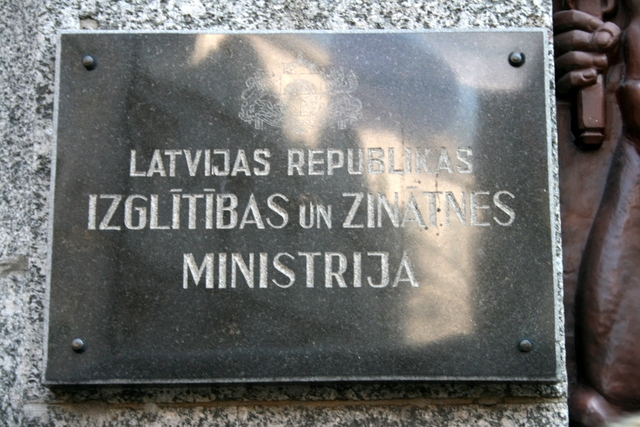 LATVIJAS REPUBLIKAS
IZGLĪTĪBAS UN ZINĀTNES
MINISTRIJA